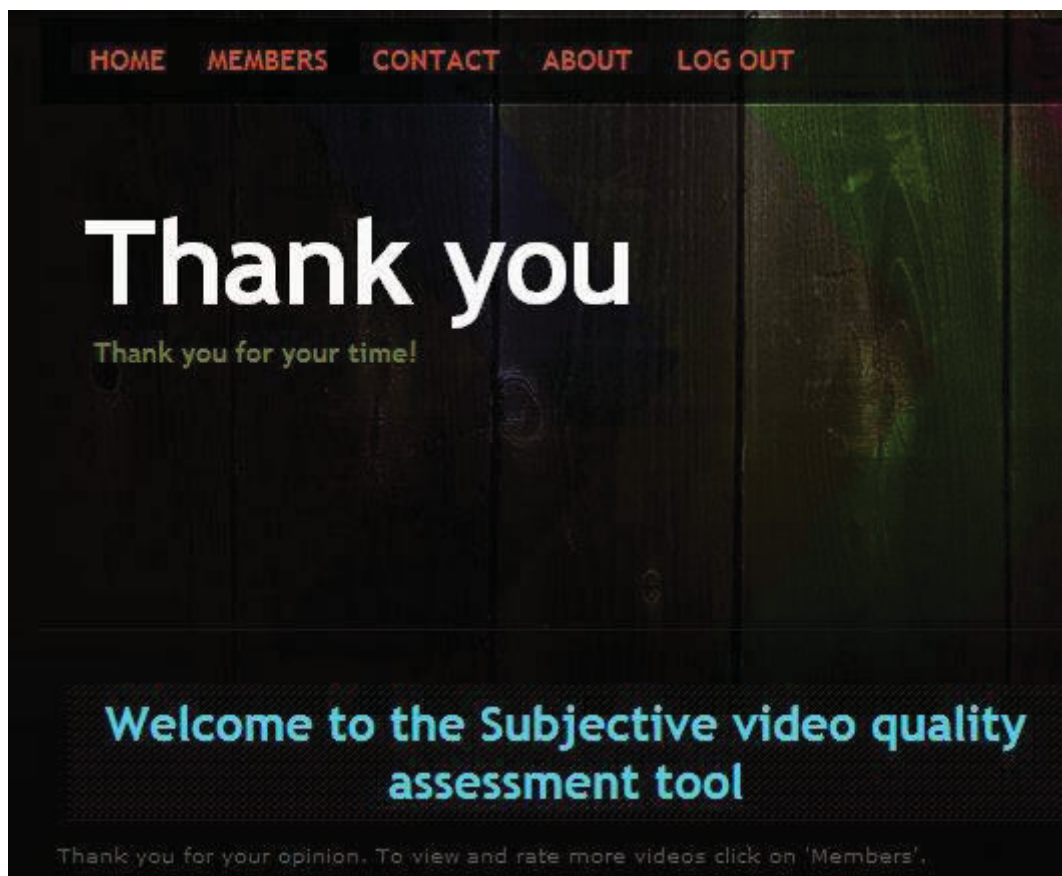 HOME MEMBERS CONTACT ABOUT LOG OUT
Thank you
Thank you for your time!
Welcome to the Subjective video quality
assessment tool
Thank you for your opinion. To view and rate more videos click on 'Members'.